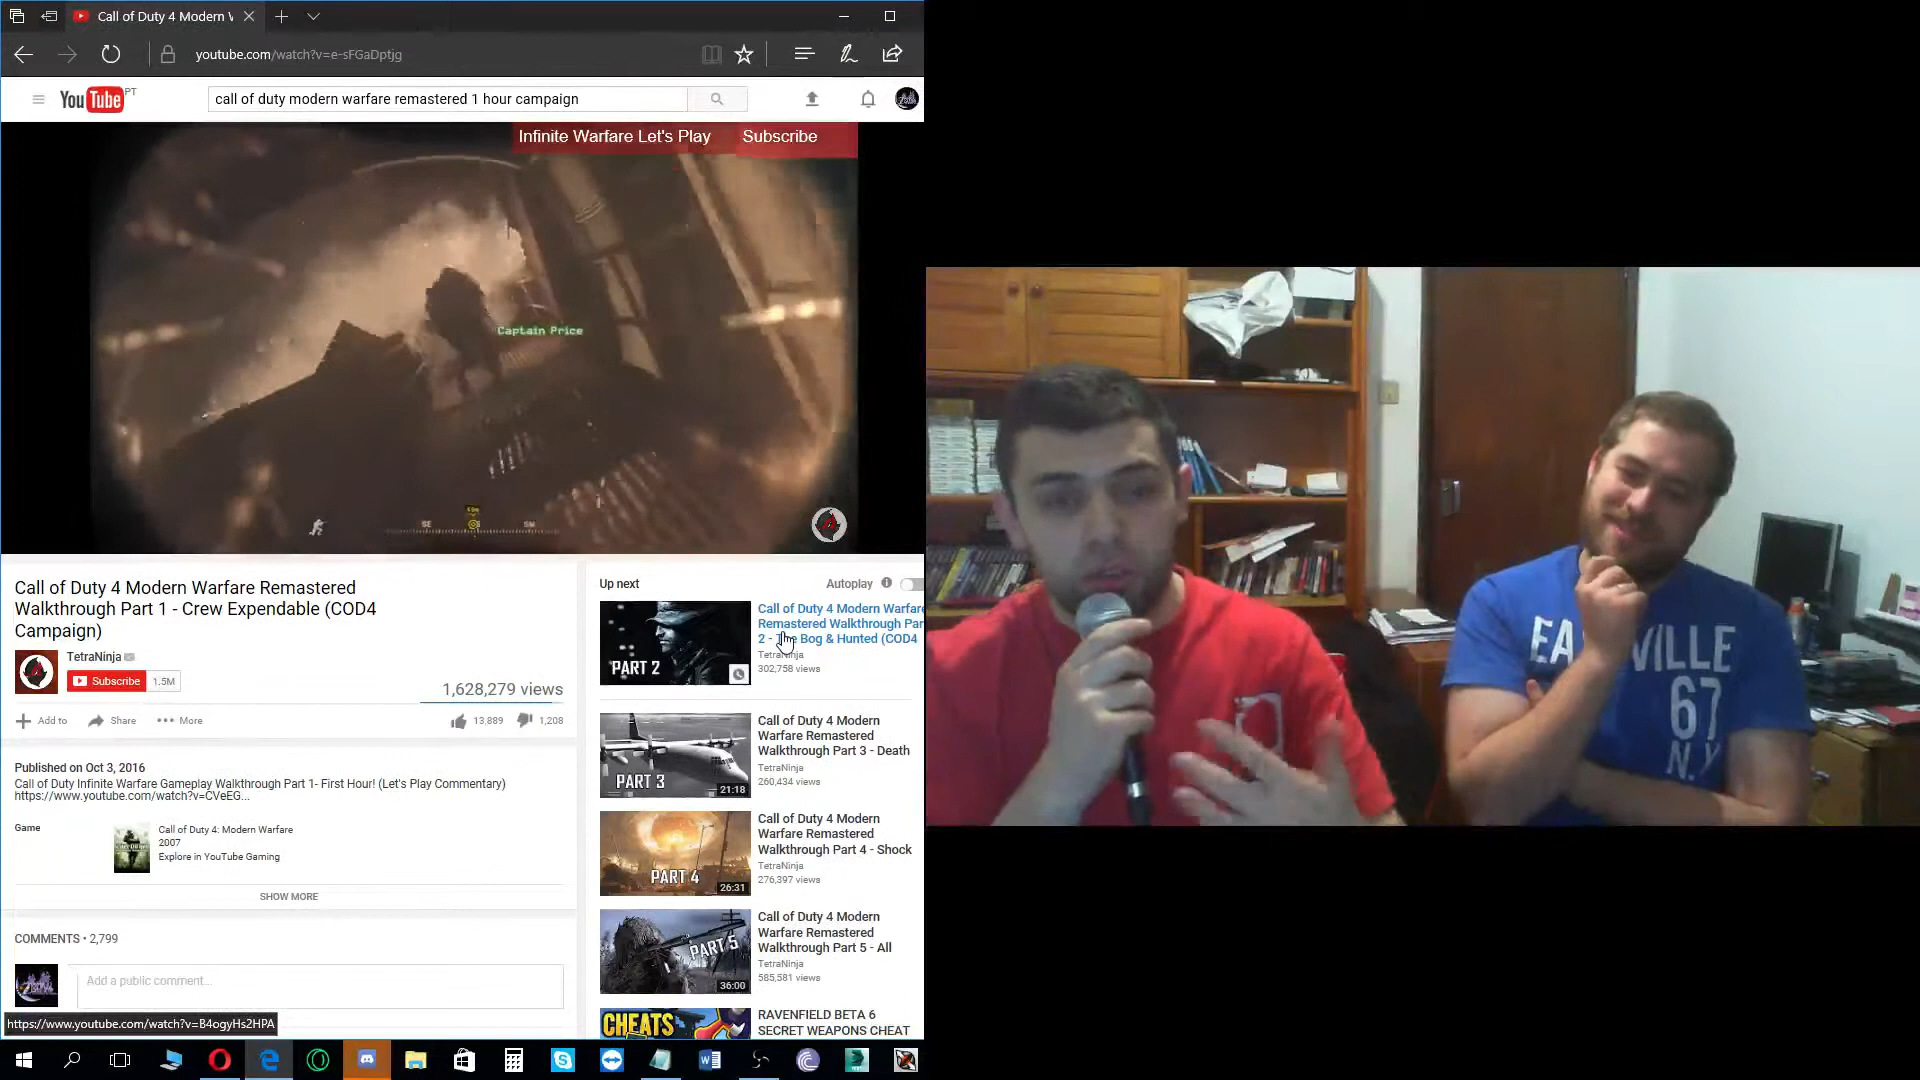 Call of Duty 4 Modern W
youtube.com/watch?v=e-sFGaDptjg
YouTube PT
call of duty modern warfare remastered 1 hour campaign
Infinite Warfare Let's Play Subscribe
Captain Price
SE
SW
Call of Duty 4 Modern Warfare Remastered
Walkthrough Part 1 - Crew Expendable (COD4
Campaign)
TetraNinja
Subscribe 1.5M
1,628,279 views
Add to Share More
13,889 1,208
Published on Oct 3, 2016
Call of Duty Infinite Warfare Gameplay Walkthrough Part 1- First Hour! (Let's Play Commentary)
https://www.youtube.com/watch?v=CVeEG...
Game
Call of Duty 4: Modern Warfare
2007
Explore in YouTube Gaming
SHOW MORE
COMMENTS • 2,799
Add a public comment...
https://www.youtube.com/watch?v=B4ogyHs2HPA
Up next Autoplay
PART 2
Call of Duty 4 Modern Warfare
Remastered Walkthrough Par
2 - The Bog & Hunted (COD4
TetraNinja
302,758 views
PART 3
21:18
Call of Duty 4 Modern
Warfare Remastered
Walkthrough Part 3 - Death
TetraNinja
260,434 views
PART 4
26:31
Call of Duty 4 Modern
Warfare Remastered
Walkthrough Part 4 - Shock
TetraNinja
276,397 views
PART 5
36:00
Call of Duty 4 Modern
Warfare Remastered
Walkthrough Part 5 - All
TetraNinja
585,581 views
CHEATS
RAVENFIELD BETA 6
SECRET WEAPONS CHEAT
EA VILLE
67
N.Y